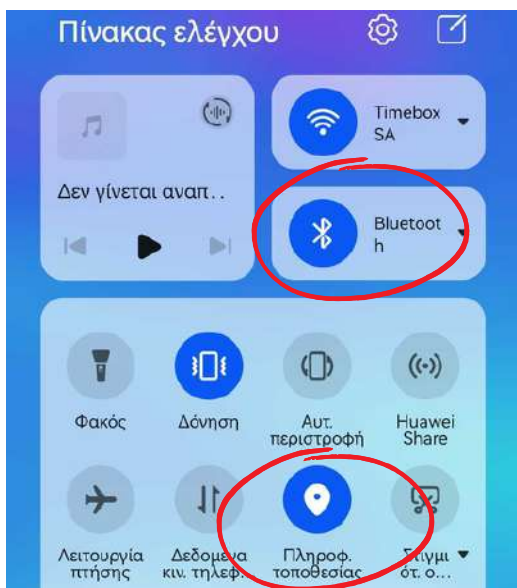 Πίνακας ελέγχου
Timebox
SA
Δεν γίνεται αναπ..
Bluetoot
h
Φακός
Δόνηση
Αυτ.
περιστροφή
Huawei
Share
Λειτουργία
πτήσης
Δεδομένα
κιν. τηλεφ..
Πληροφ.
τοποθεσίας
Στιγμι
ότ. ο...